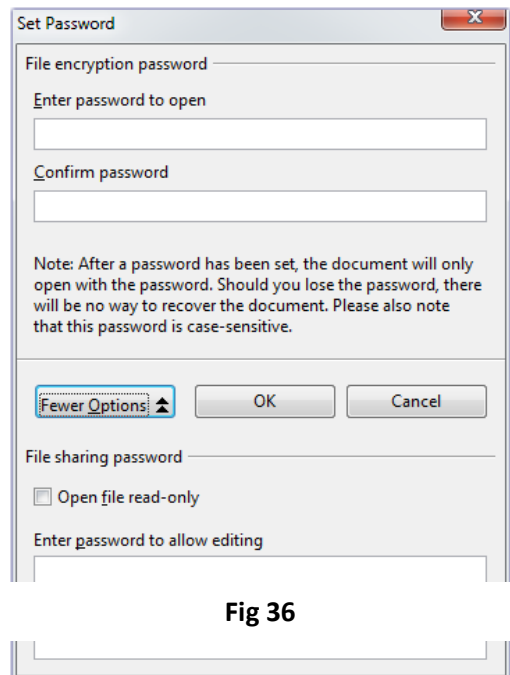 Set Password
File encryption password
Enter password to open
Confirm password
Note: After a password has been set, the document will only
open with the password. Should you lose the password, there
will be no way to recover the document. Please also note
that this password is case-sensitive.
Fewer Options
OK
Cancel
File sharing password
Open file read-only
Enter password to allow editing
Fig 36